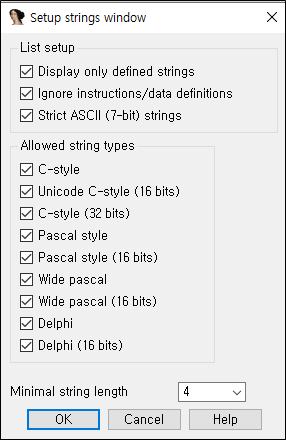 Setup strings window
List setup
Display only defined strings
Ignore instructions/data definitions
Strict ASCII (7-bit) strings
Allowed string types
C-style
Unicode C-style (16 bits)
C-style (32 bits)
Pascal style
Pascal style (16 bits)
Wide pascal
Wide pascal (16 bits)
Delphi
Delphi (16 bits)
Minimal string length 4
OK Cancel Help